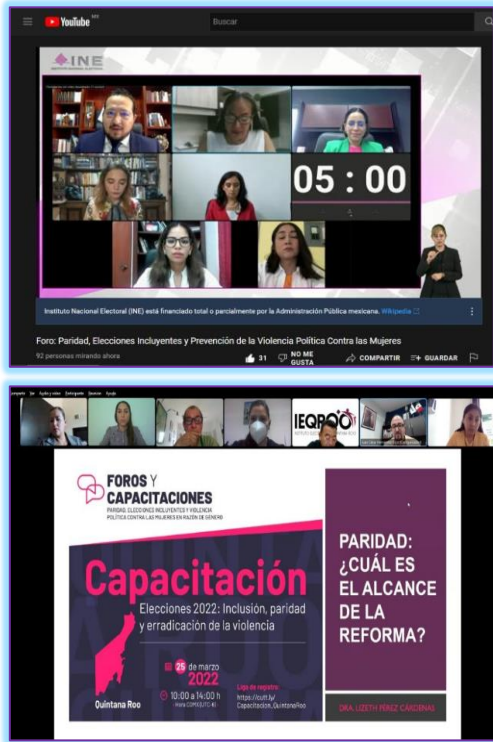 YouTube MX
Buscar
INE
05 : 00
Instituto Nacional Electoral (INE) está financiado total o parcialmente por la Administración Pública mexicana. Wikipedia
Foro: Paridad, Elecciones Incluyentes y Prevención de la Violencia Política Contra las Mujeres
92 personas mirando ahora
31
NO ME
GUSTA
COMPARTIR
GUARDAR
IEQROO
FOROS Y
CAPACITACIONES
PARIDAD, ELECCIONES INCLUYENTES Y VIOLENCIA
POLÍTICA CONTRA LAS MUJERES EN RAZÓN DE GÉNERO
Capacitación
Elecciones 2022: Inclusión, paridad
y erradicación de la violencia
25 de marzo
2022
10:00 a 14:00 h
Quintana Roo
Liga de registro:
https://cutt.ly/
Capacitacion_QuintanaRoo
PARIDAD:
¿CUÁL ES
EL ALCANCE
DE LA
REFORMA?
DRA. LIZETH PÉREZ CÁRDENAS